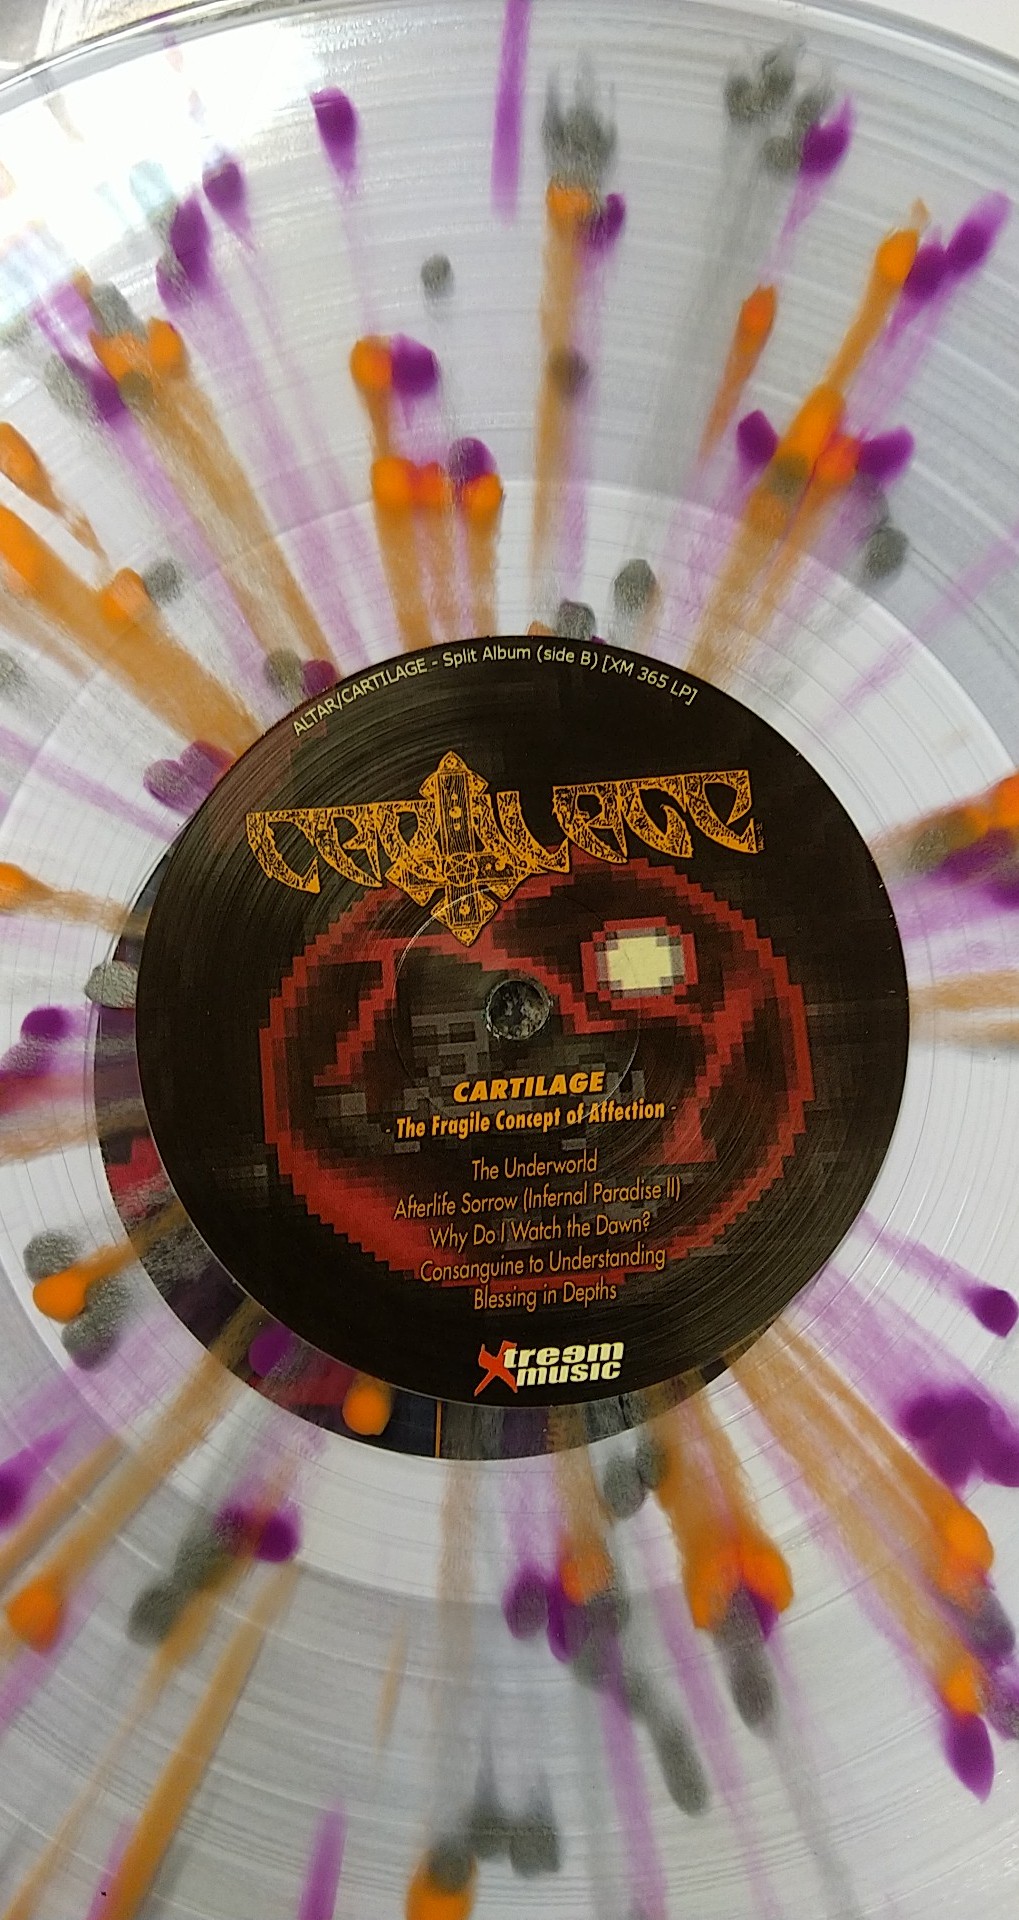 ALTAR/CARTILAGE - Split Album (side B) [XM 365 LP]
CARTILAGE
CARTILAGE
- The Fragile Concept of Affection -
The Underworld
Afterlife Sorrow (Infernal Paradise II)
Why Do I Watch the Dawn?
Consanguine to Understanding
Blessing in Depths
Xtreem
music